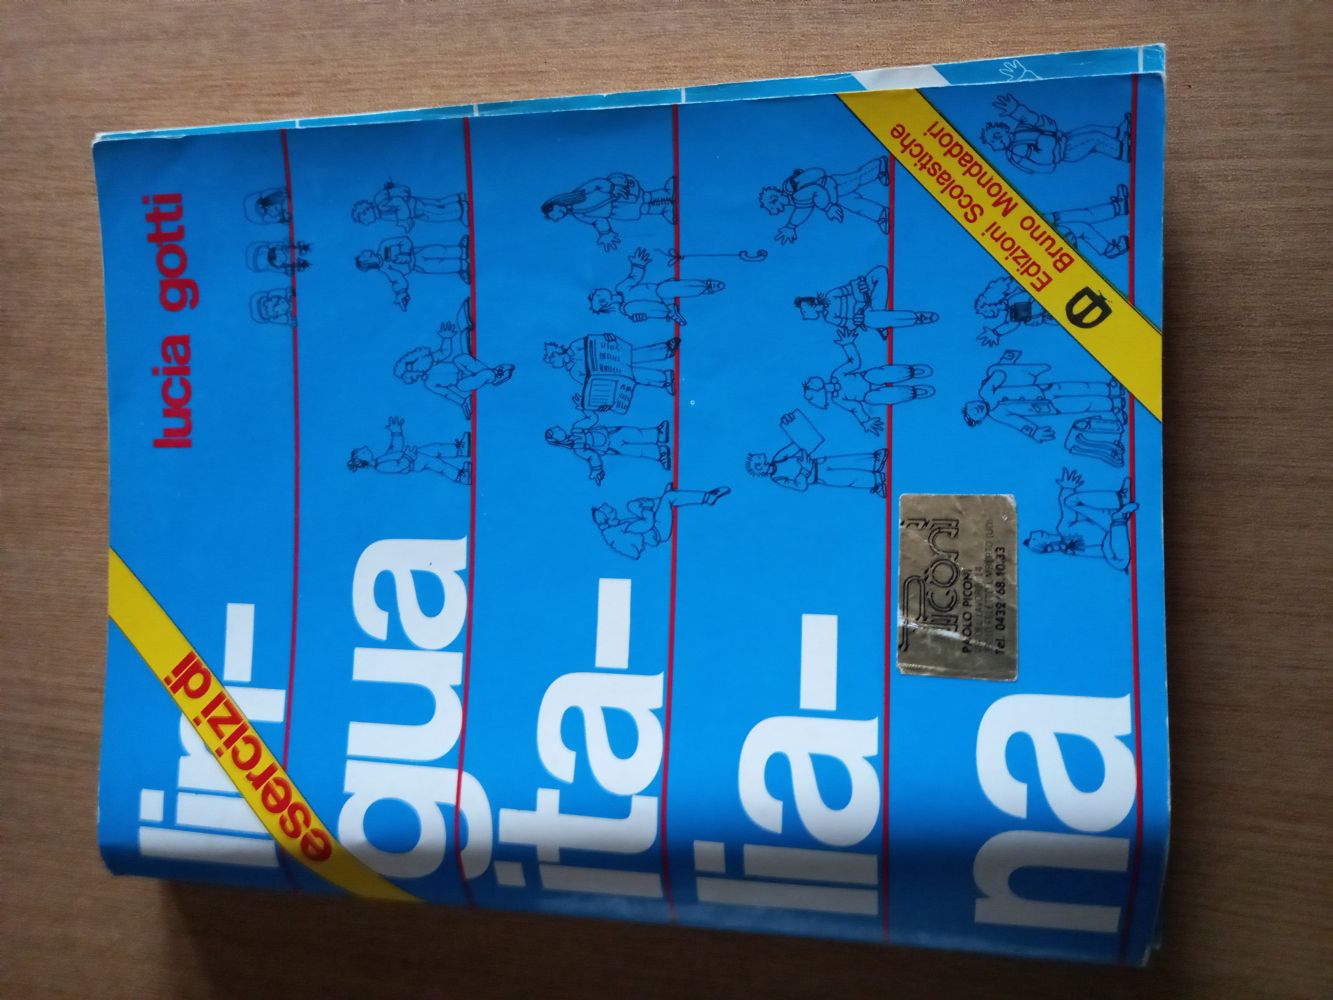 lucia gotti
esercizi di
lin-
gua
ita-
lia-
na
Piconi
PAOLO PICONI
Tel. 0432/68.10.33
Edizioni Scolastiche
Bruno Mondadori